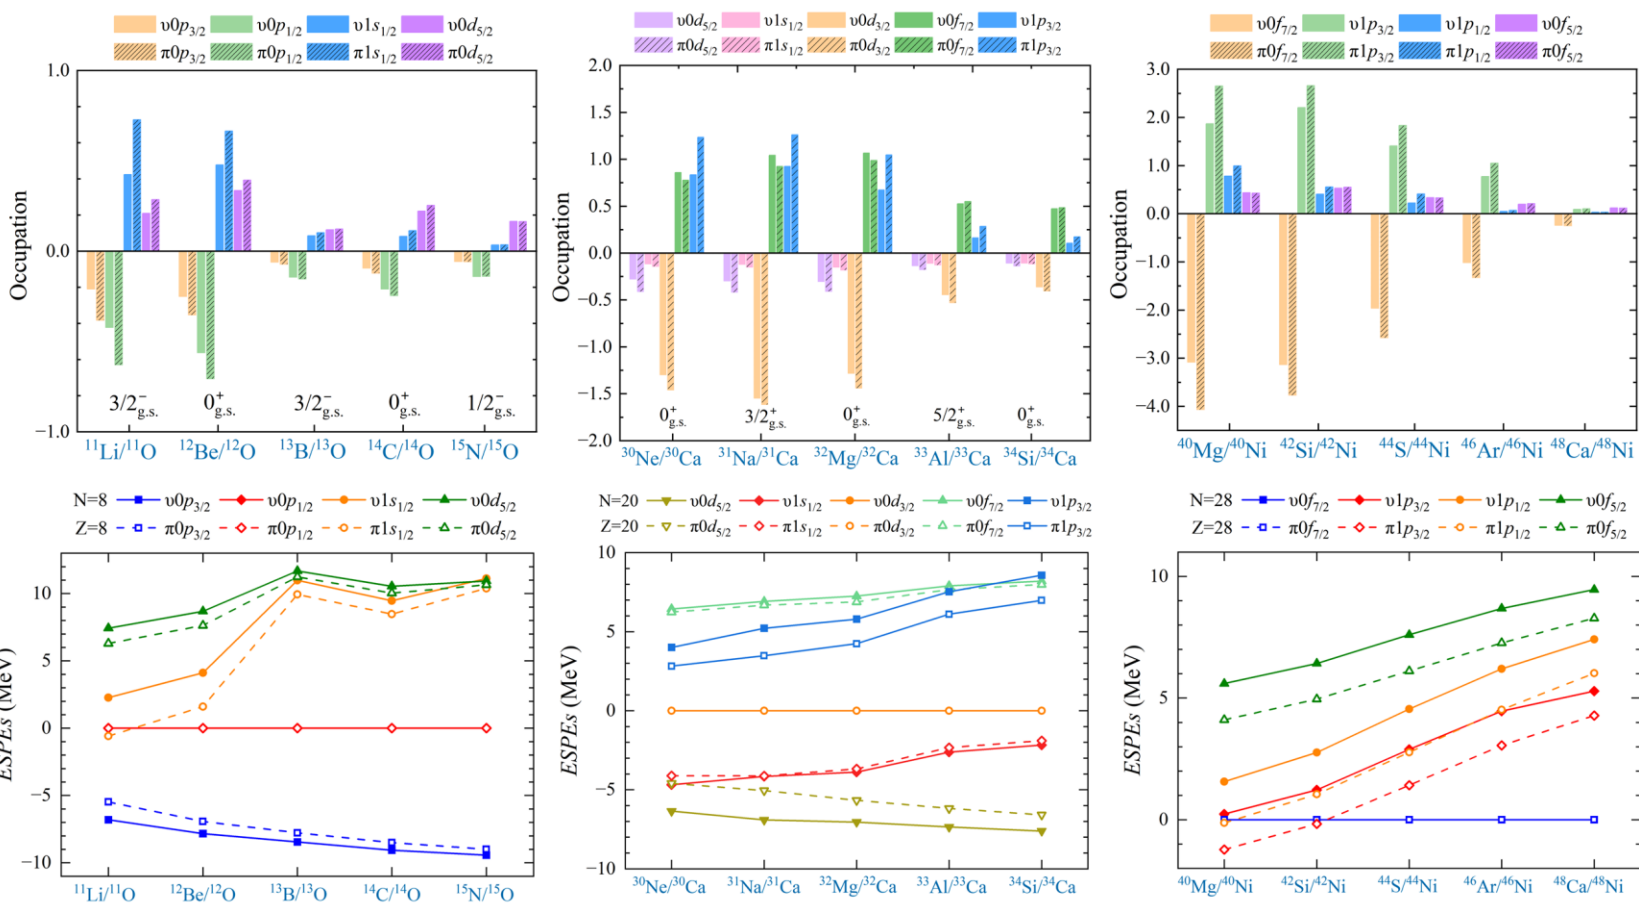 υ0p3/2 υ0p1/2 υ1s1/2 υ0d5/2
π0p3/2 π0p1/2 π1s1/2 π0d5/2
1.0
0.0
−1.0
Occupation
3/2⁻g.s. 0⁺g.s. 3/2⁻g.s. 0⁺g.s. 1/2⁻g.s.
¹¹Li/¹¹O ¹²Be/¹²O ¹³B/¹³O ¹⁴C/¹⁴O ¹⁵N/¹⁵O
υ0d5/2 υ1s1/2 υ0d3/2 υ0f7/2 υ1p3/2
π0d5/2 π1s1/2 π0d3/2 π0f7/2 π1p3/2
2.0
1.5
1.0
0.5
0.0
−0.5
−1.0
−1.5
−2.0
Occupation
0⁺g.s. 3/2⁺g.s. 0⁺g.s. 5/2⁺g.s. 0⁺g.s.
³⁰Ne/³⁰Ca ³¹Na/³¹Ca ³²Mg/³²Ca ³³Al/³³Ca ³⁴Si/³⁴Ca
υ0f7/2 υ1p3/2 υ1p1/2 υ0f5/2
π0f7/2 π1p3/2 π1p1/2 π0f5/2
3.0
2.0
1.0
0.0
−1.0
−2.0
−3.0
−4.0
Occupation
⁴⁰Mg/⁴⁰Ni ⁴²Si/⁴²Ni ⁴⁴S/⁴⁴Ni ⁴⁶Ar/⁴⁶Ni ⁴⁸Ca/⁴⁸Ni
N=8 υ0p3/2 υ0p1/2 υ1s1/2 υ0d5/2
Z=8 π0p3/2 π0p1/2 π1s1/2 π0d5/2
10
5
0
−5
−10
ESPEs (MeV)
¹¹Li/¹¹O ¹²Be/¹²O ¹³B/¹³O ¹⁴C/¹⁴O ¹⁵N/¹⁵O
N=20 υ0d5/2 υ1s1/2 υ0d3/2 υ0f7/2 υ1p3/2
Z=20 π0d5/2 π1s1/2 π0d3/2 π0f7/2 π1p3/2
10
5
0
−5
−10
ESPEs (MeV)
³⁰Ne/³⁰Ca ³¹Na/³¹Ca ³²Mg/³²Ca ³³Al/³³Ca ³⁴Si/³⁴Ca
N=28 υ0f7/2 υ1p3/2 υ1p1/2 υ0f5/2
Z=28 π0f7/2 π1p3/2 π1p1/2 π0f5/2
10
5
0
ESPEs (MeV)
⁴⁰Mg/⁴⁰Ni ⁴²Si/⁴²Ni ⁴⁴S/⁴⁴Ni ⁴⁶Ar/⁴⁶Ni ⁴⁸Ca/⁴⁸Ni